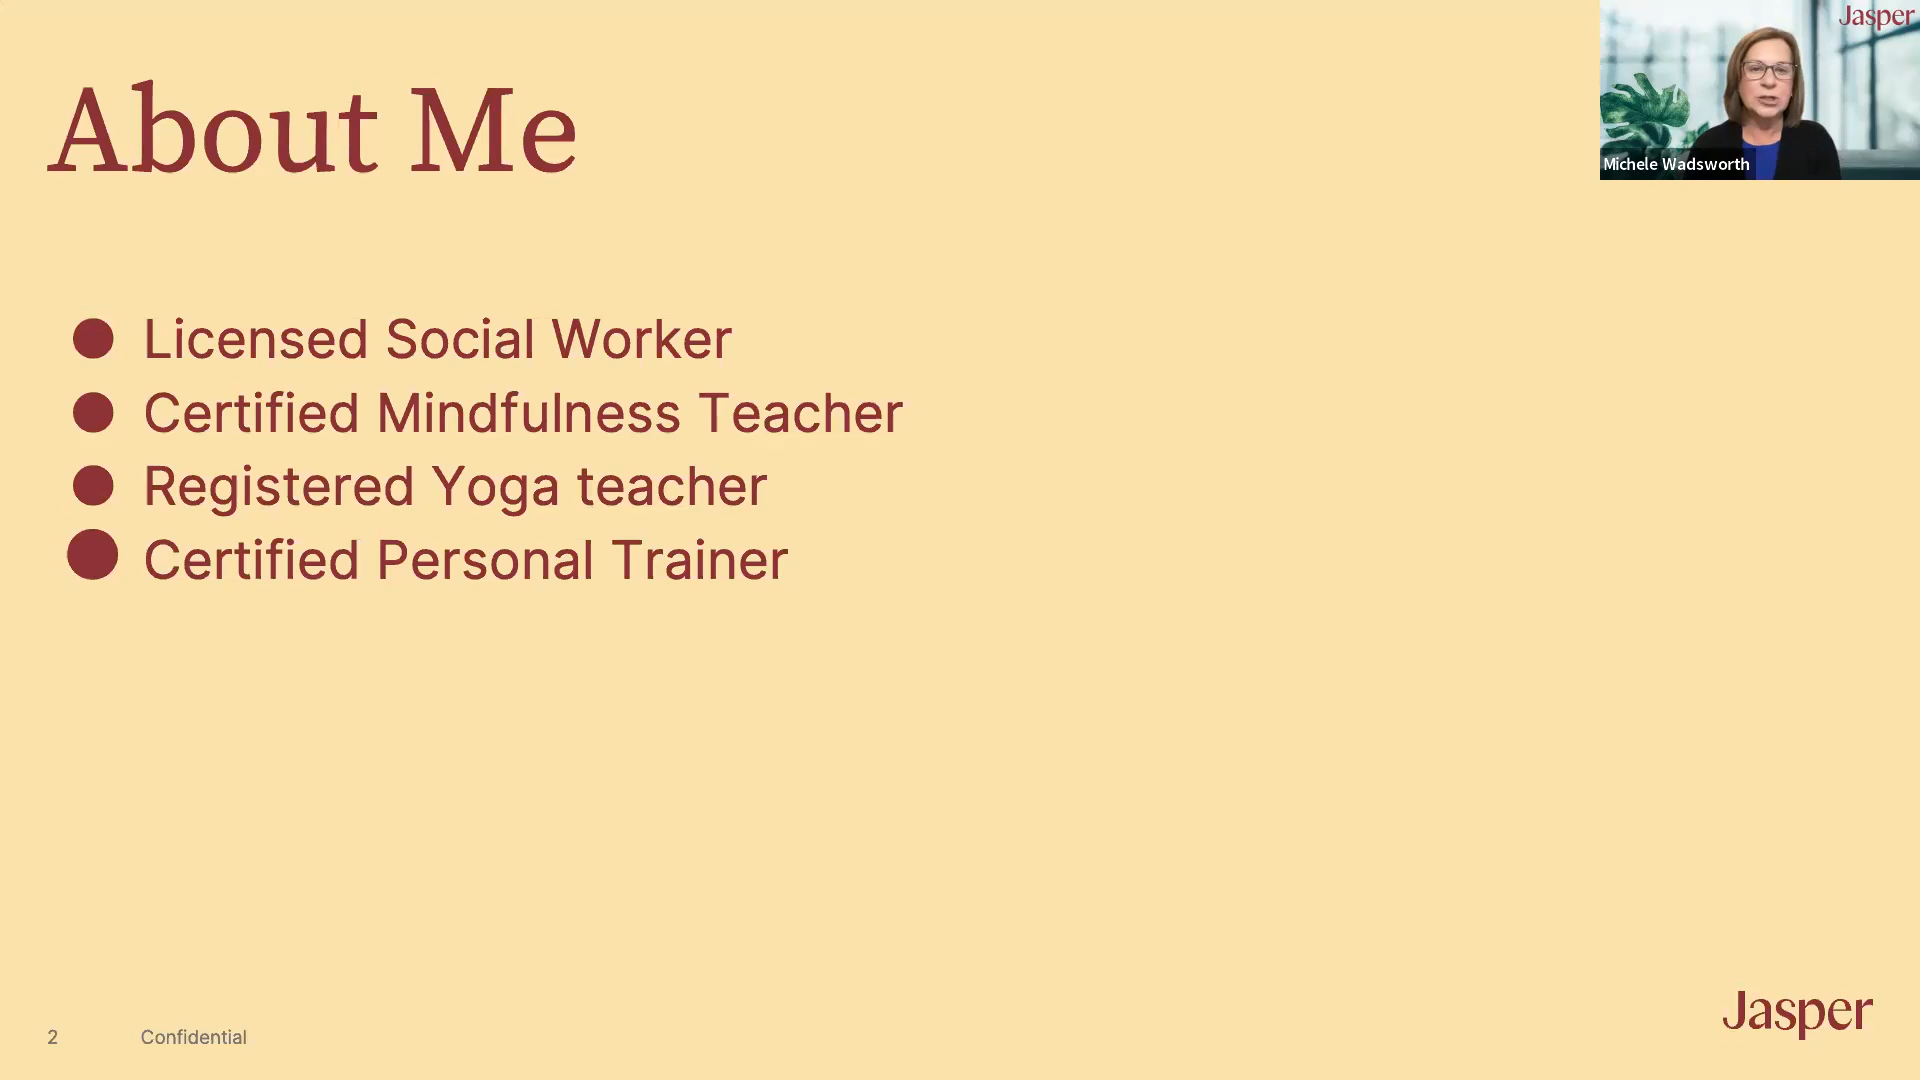 Jasper
About Me
Michele Wadsworth
● Licensed Social Worker
● Certified Mindfulness Teacher
● Registered Yoga teacher
● Certified Personal Trainer
2 Confidential
Jasper